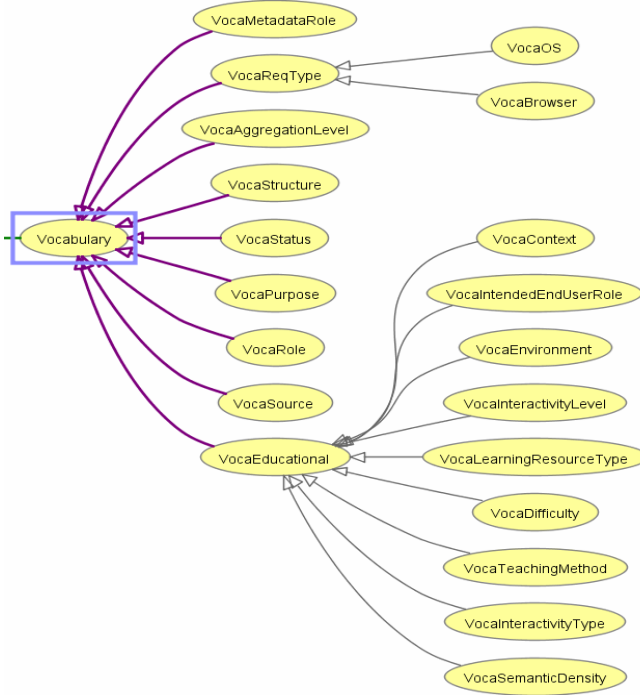 VocaMetadataRole
VocaOS
VocaReqType
VocaBrowser
VocaAggregationLevel
VocaStructure
Vocabulary
VocaStatus
VocaContext
VocaPurpose
VocaIntendedEndUserRole
VocaRole
VocaEnvironment
VocaSource
VocaInteractivityLevel
VocaEducational
VocaLearningResourceType
VocaDifficulty
VocaTeachingMethod
VocaInteractivityType
VocaSemanticDensity